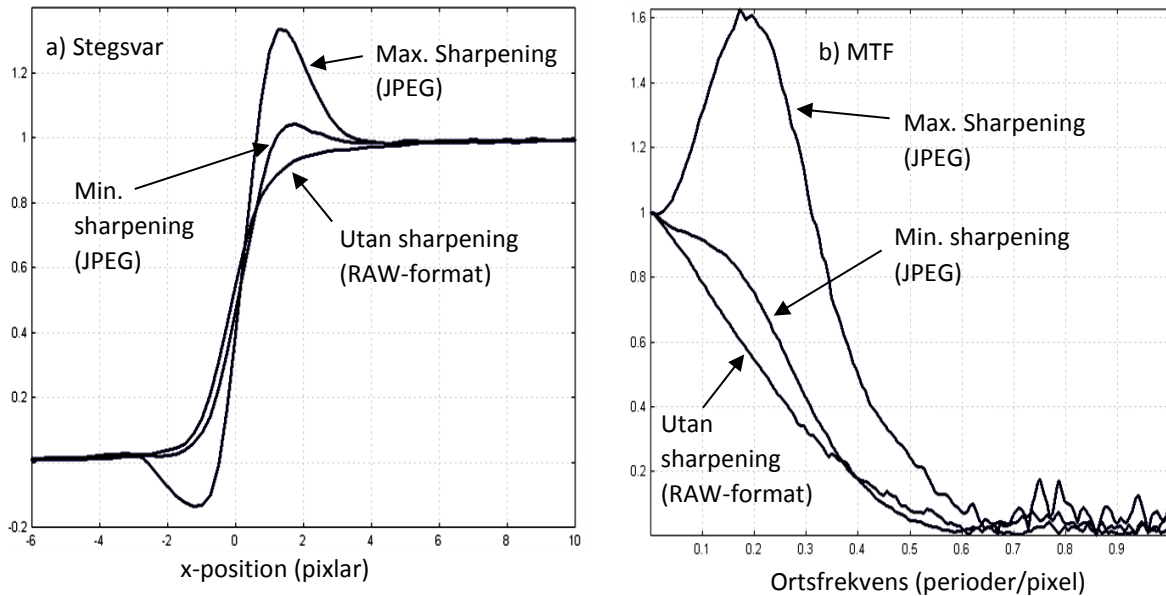 a) Stegsvar
Max. Sharpening
(JPEG)
Min.
sharpening
(JPEG)
Utan sharpening
(RAW-format)
1.2
1
0.8
0.6
0.4
0.2
-0.2
-6
-4
-2
0
2
4
6
8
10
x-position (pixlar)
b) MTF
Max. Sharpening
(JPEG)
Min. sharpening
(JPEG)
Utan
sharpening
(RAW-format)
1.6
1.4
1.2
1
0.8
0.6
0.4
0.2
0.1
0.2
0.3
0.4
0.5
0.6
0.7
0.8
0.9
Ortsfrekvens (perioder/pixel)